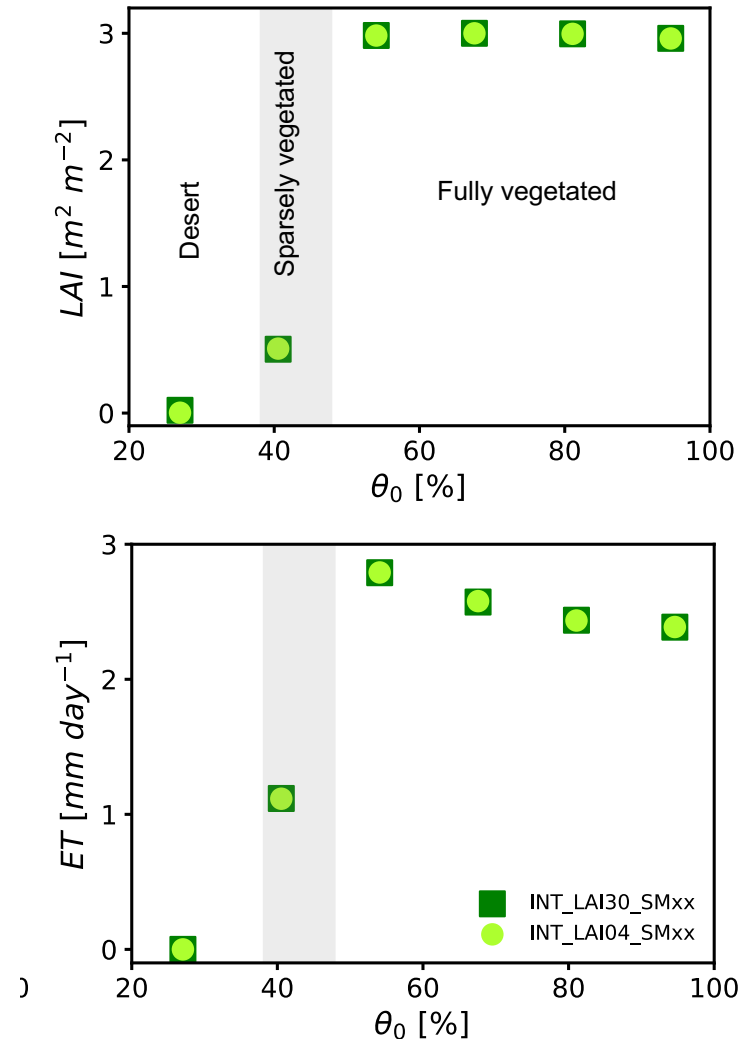 3
2
1
0
LAI [m² m⁻²]
Desert
Sparsely vegetated
Fully vegetated
20 40 60 80 100
θ₀ [%]
3
2
1
0
ET [mm day⁻¹]
INT_LAI30_SMxx
INT_LAI04_SMxx
20 40 60 80 100
θ₀ [%]